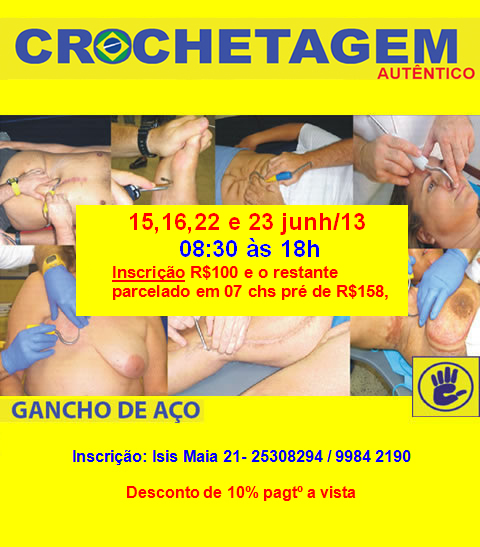 CROCHETAGEM
AUTÊNTICO
15,16,22 e 23 junh/13
08:30 às 18h
Inscrição R$100 e o restante
parcelado em 07 chs pré de R$158,
GANCHO DE AÇO
Inscrição: Isis Maia 21- 25308294 / 9984 2190
Desconto de 10% pagtº a vista